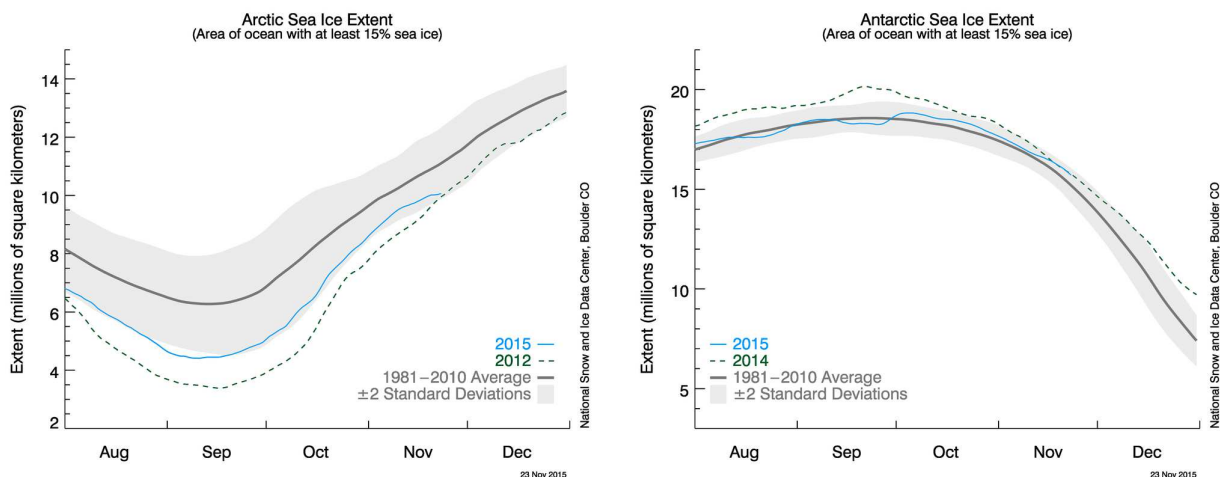 Arctic Sea Ice Extent
(Area of ocean with at least 15% sea ice)
Extent (millions of square kilometers)
14
12
10
8
6
4
2
Aug Sep Oct Nov Dec
2015
2012
1981–2010 Average
±2 Standard Deviations
National Snow and Ice Data Center, Boulder CO
23 Nov 2015
Antarctic Sea Ice Extent
(Area of ocean with at least 15% sea ice)
Extent (millions of square kilometers)
20
15
10
5
Aug Sep Oct Nov Dec
2015
2014
1981–2010 Average
±2 Standard Deviations
National Snow and Ice Data Center, Boulder CO
23 Nov 2015